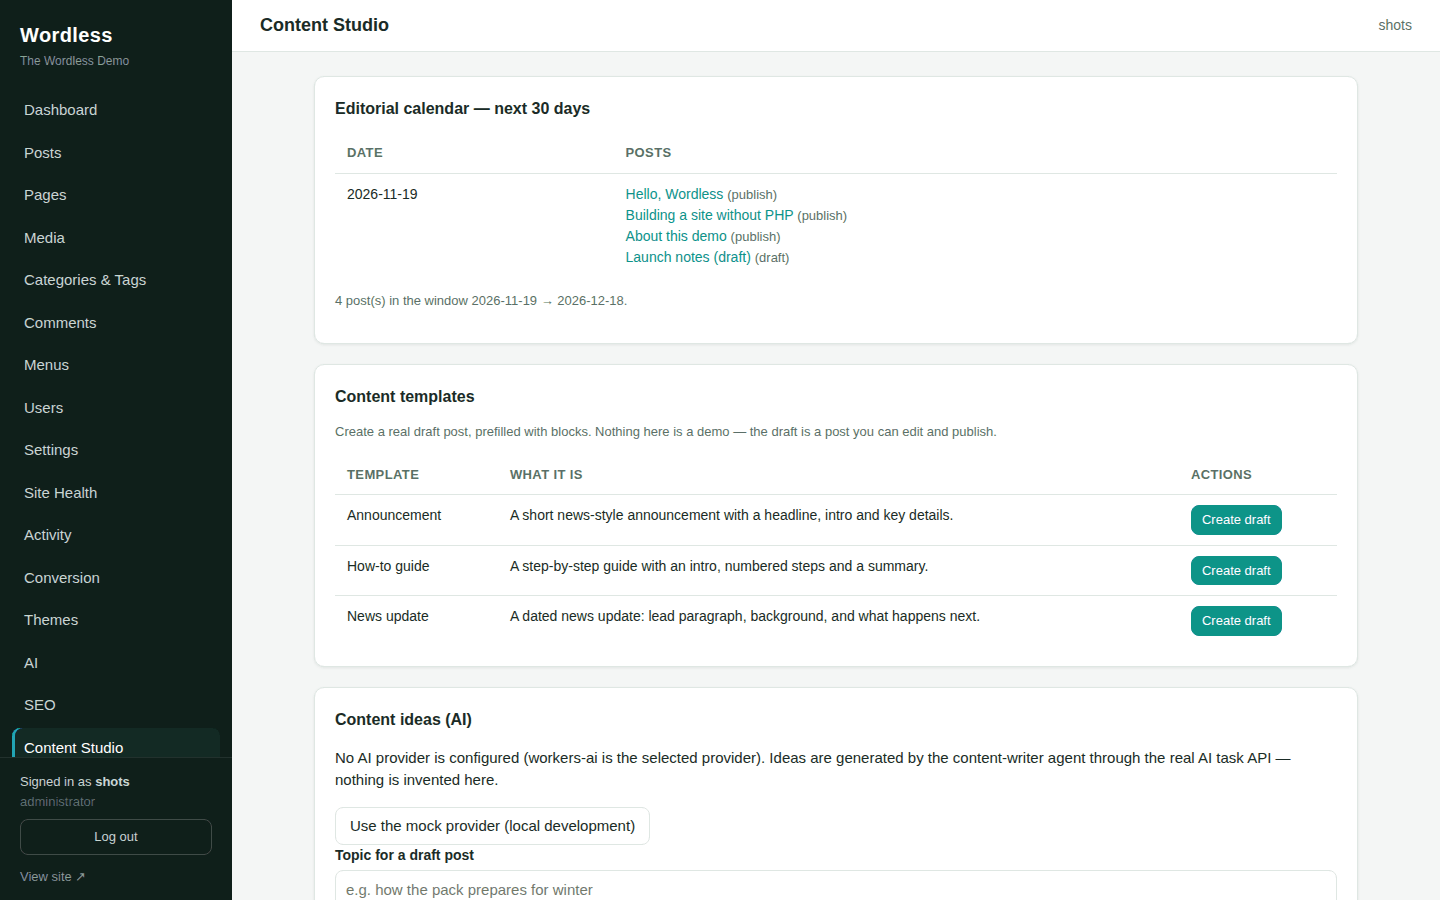 Wordless
The Wordless Demo
Dashboard
Posts
Pages
Media
Categories & Tags
Comments
Menus
Users
Settings
Site Health
Activity
Conversion
Themes
AI
SEO
Content Studio
Signed in as shots
administrator
Log out
View site ↗
Content Studio
shots
Editorial calendar — next 30 days
DATE POSTS
2026-11-19 Hello, Wordless (publish)
Building a site without PHP (publish)
About this demo (publish)
Launch notes (draft) (draft)
4 post(s) in the window 2026-11-19 → 2026-12-18.
Content templates
Create a real draft post, prefilled with blocks. Nothing here is a demo — the draft is a post you can edit and publish.
TEMPLATE WHAT IT IS ACTIONS
Announcement A short news-style announcement with a headline, intro and key details. Create draft
How-to guide A step-by-step guide with an intro, numbered steps and a summary. Create draft
News update A dated news update: lead paragraph, background, and what happens next. Create draft
Content ideas (AI)
No AI provider is configured (workers-ai is the selected provider). Ideas are generated by the content-writer agent through the real AI task API —
nothing is invented here.
Use the mock provider (local development)
Topic for a draft post
e.g. how the pack prepares for winter